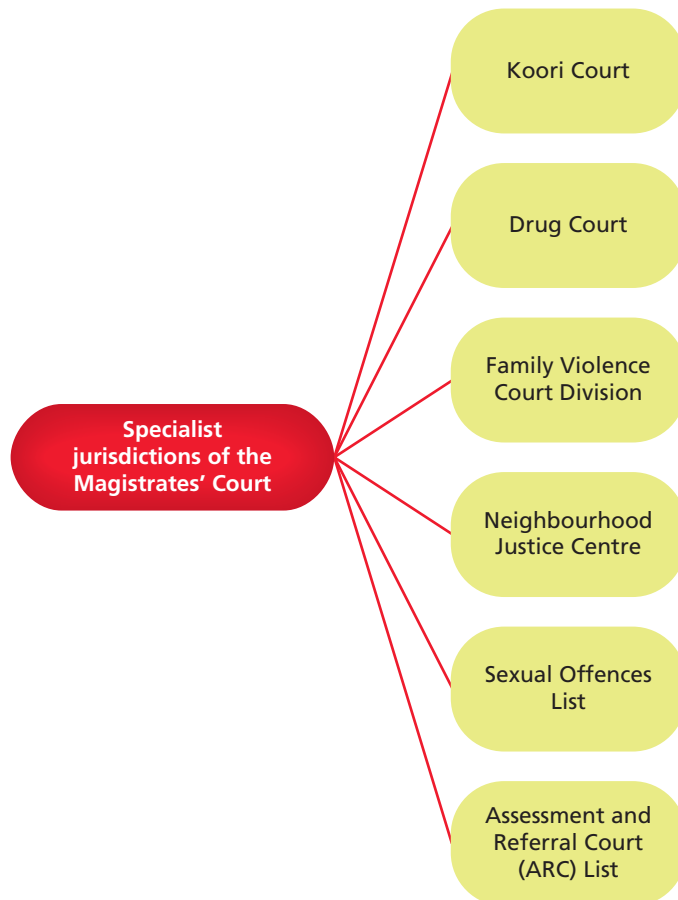 Koori Court
Drug Court
Family Violence
Court Division
Specialist
jurisdictions of the
Magistrates’ Court
Neighbourhood
Justice Centre
Sexual Offences
List
Assessment and
Referral Court
(ARC) List